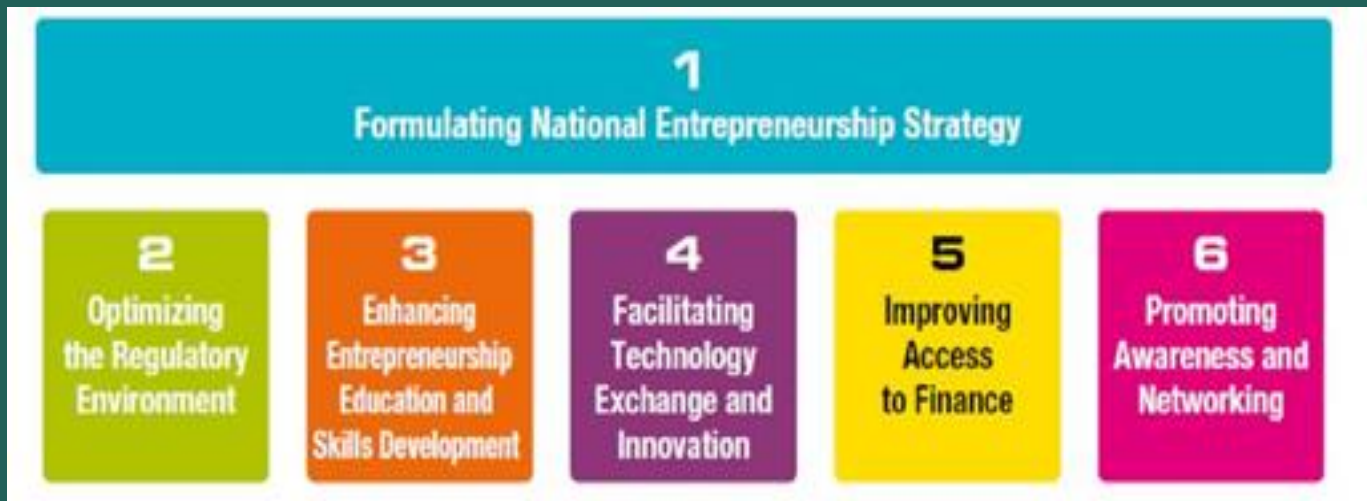 1
Formulating National Entrepreneurship Strategy
2
Optimizing
the Regulatory
Environment
3
Enhancing
Entrepreneurship
Education and
Skills Development
4
Facilitating
Technology
Exchange and
Innovation
5
Improving
Access
to Finance
6
Promoting
Awareness and
Networking